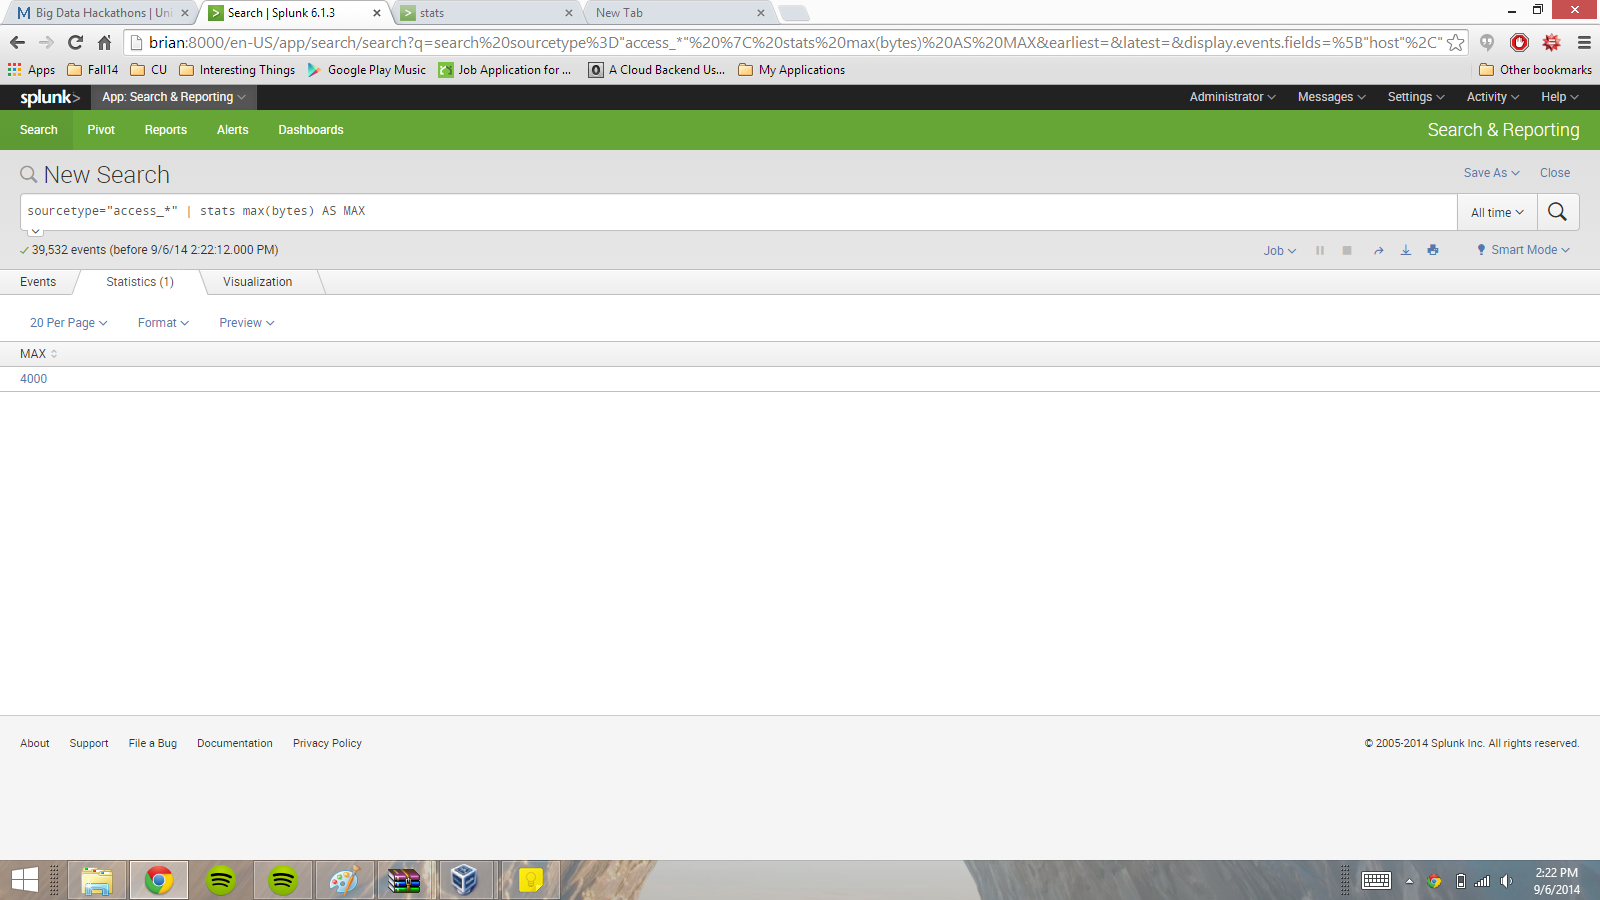 Big Data Hackathons | Uni
Search | Splunk 6.1.3
stats
New Tab
brian:8000/en-US/app/search/search?q=search%20sourcetype%3D"access_*"%20%7C%20stats%20max(bytes)%20AS%20MAX&earliest=&latest=&display.events.fields=%5B"host"%2C"
Apps Fall14 CU Interesting Things Google Play Music Job Application for ... A Cloud Backend Us... My Applications Other bookmarks
splunk> App: Search & Reporting Administrator Messages Settings Activity Help
Search Pivot Reports Alerts Dashboards Search & Reporting
New Search Save As Close
sourcetype="access_*" | stats max(bytes) AS MAX All time
39,532 events (before 9/6/14 2:22:12.000 PM) Job Smart Mode
Events Statistics (1) Visualization
20 Per Page Format Preview
MAX
4000
About Support File a Bug Documentation Privacy Policy © 2005-2014 Splunk Inc. All rights reserved.
2:22 PM
9/6/2014